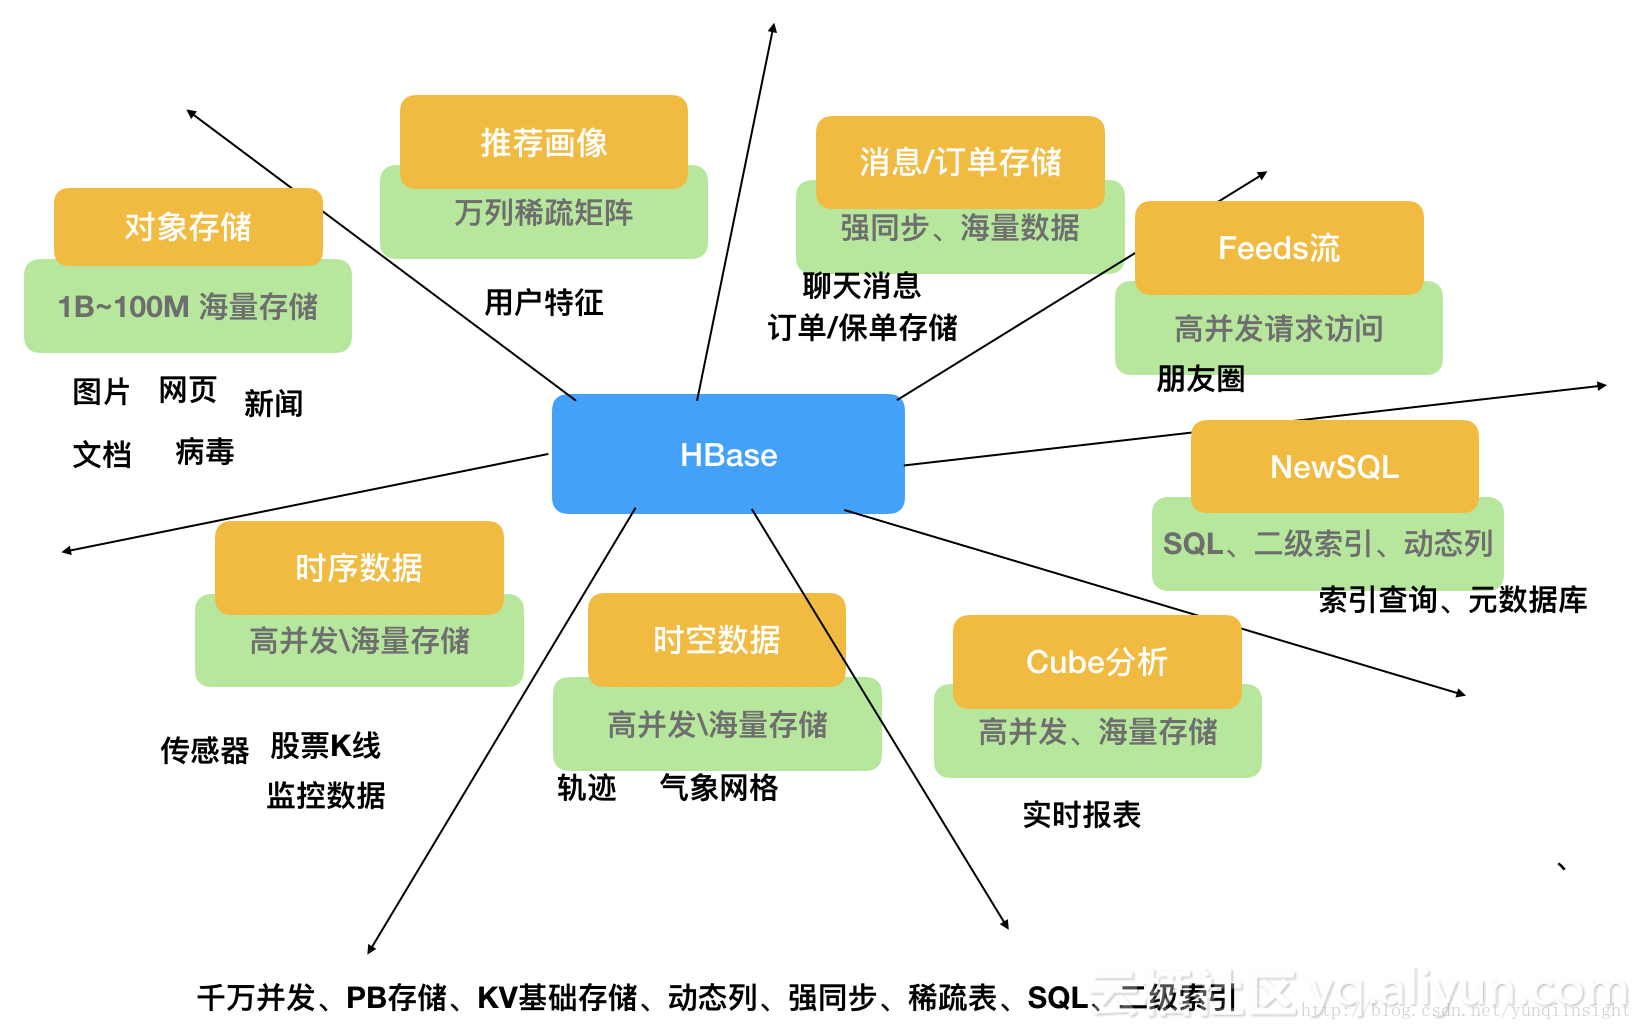 推荐画像
万列稀疏矩阵
用户特征
消息/订单存储
强同步、海量数据
聊天消息
订单/保单存储
对象存储
1B~100M 海量存储
图片 网页 新闻
文档 病毒
Feeds流
高并发请求访问
朋友圈
HBase
NewSQL
SQL、二级索引、动态列
索引查询、元数据库
时序数据
高并发\海量存储
传感器 股票K线
监控数据
时空数据
高并发\海量存储
轨迹 气象网格
Cube分析
高并发、海量存储
实时报表
、
千万并发、PB存储、KV基础存储、动态列、强同步、稀疏表、SQL、二级索引
云栖社区 yq.aliyun.com
http://blog.csdn.net/yunqiinsight